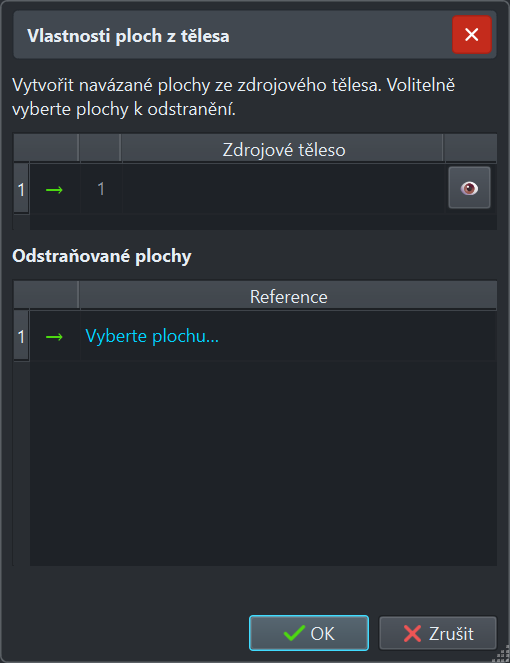 Vlastnosti ploch z tělesa
Vytvořit navázané plochy ze zdrojového tělesa. Volitelně
vyberte plochy k odstranění.
Zdrojové těleso
1 → 1
Odstraňované plochy
Reference
1 → Vyberte plochu...
OK Zrušit